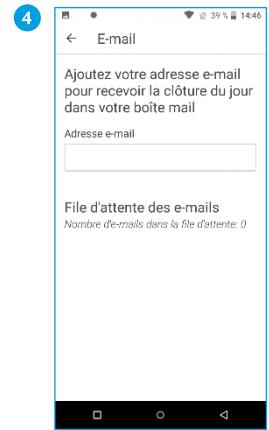 4
39 % 14:46
E-mail
Ajoutez votre adresse e-mail
pour recevoir la clôture du jour
dans votre boîte mail
Adresse e-mail
File d'attente des e-mails
Nombre d'e-mails dans la file d'attente: 0